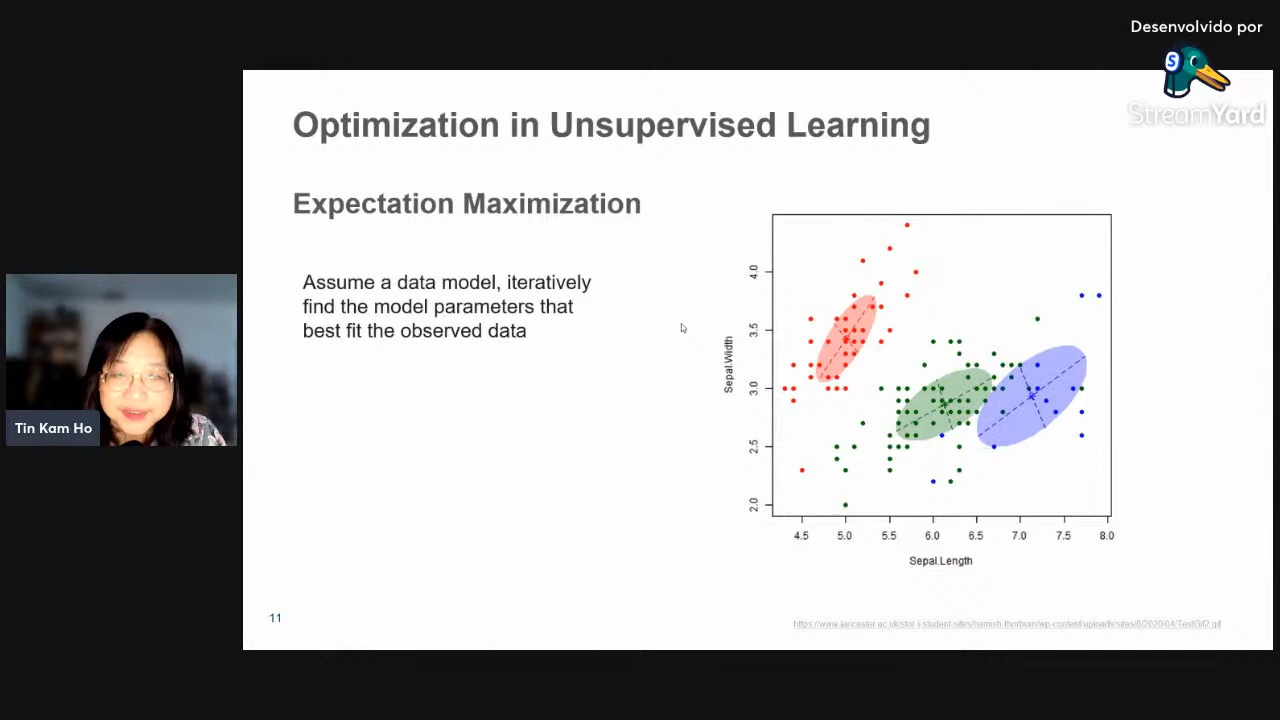 Desenvolvido por
S
StreamYard
Optimization in Unsupervised Learning
Expectation Maximization
Assume a data model, iteratively
find the model parameters that
best fit the observed data
Tin Kam Ho
Sepal.Width
4.0
3.5
3.0
2.5
2.0
4.5 5.0 5.5 6.0 6.5 7.0 7.5 8.0
Sepal.Length
11